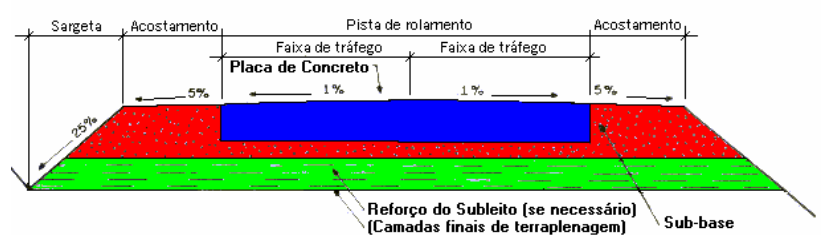 Sargeta Acostamento Pista de rolamento Acostamento
Faixa de tráfego Faixa de tráfego
Placa de Concreto
5% 1% 1% 5%
25%
Reforço do Subleito (se necessário)
(Camadas finais de terraplenagem)
Sub-base